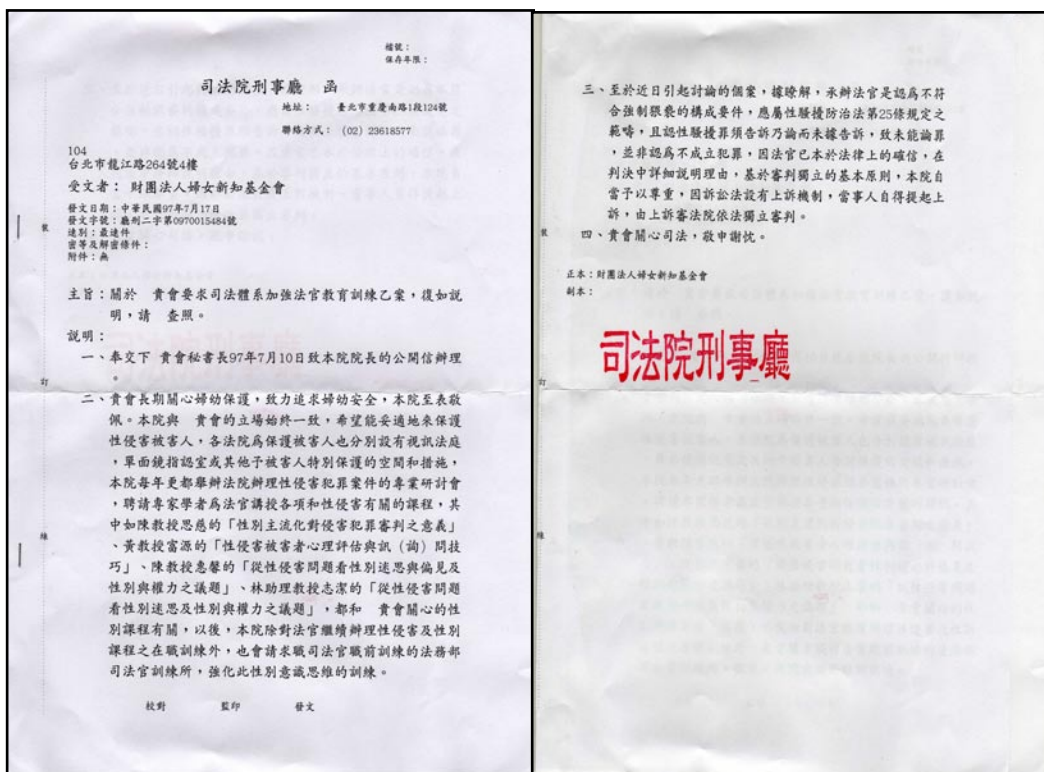 檔號：
保存年限：
司法院刑事廳　函
地址：　臺北市重慶南路1段124號
聯絡方式：　(02) 23618577
104
台北市龍江路264號4樓
受文者：　財團法人婦女新知基金會
發文日期：中華民國97年7月17日
發文字號：廳刑二字第0970015484號
速別：最速件
密等及解密條件：
附件：無
主旨：關於　貴會要求司法體系加強法官教育訓練乙案，復如說
明，請　查照。
說明：
一、奉交下　貴會秘書長97年7月10日致本院院長的公開信辦理
。
二、貴會長期關心婦幼保護，致力追求婦幼安全，本院至表敬
佩。本院與　貴會的立場始終一致，希望能妥適地來保護
性侵害被害人，各法院為保護被害人也分別設有視訊法庭
，單面鏡指認室或其他予被害人特別保護的空間和措施，
本院每年更都舉辦法院辦理性侵害犯罪案件的專業研討會
，聘請專家學者為法官講授各項和性侵害有關的課程，其
中如陳教授思慈的「性別主流化對侵害犯罪審判之意義」
、黃教授富源的「性侵害被害者心理評估與訊（詢）問技
巧」、陳教授惠馨的「從性侵害問題看性別迷思與偏見及
性別與權力之議題」、林助理教授志潔的「從性侵害問題
看性別迷思及性別與權力之議題」，都和　貴會關心的性
別課程有關，以後，本院除對法官繼續辦理性侵害及性別
課程之在職訓練外，也會請求職司法官職前訓練的法務部
司法官訓練所，強化此性別意識思維的訓練。
校對　監印　發文
裝
訂
線
三、至於近日引起討論的個案，據瞭解，承辦法官是認為不符
合強制猥褻的構成要件，應屬性騷擾防治法第25條規定之
範疇，且認性騷擾罪須告訴乃論而未據告訴，致未能論罪
，並非認為不成立犯罪，因法官已本於法律上的確信，在
判決中詳細說明理由，基於審判獨立的基本原則，本院自
當予以尊重，因訴訟法設有上訴機制，當事人自得提起上
訴，由上訴審法院依法獨立審判。
四、貴會關心司法，敬申謝忱。
正本：財團法人婦女新知基金會
副本：
司法院刑事廳
裝
訂
線